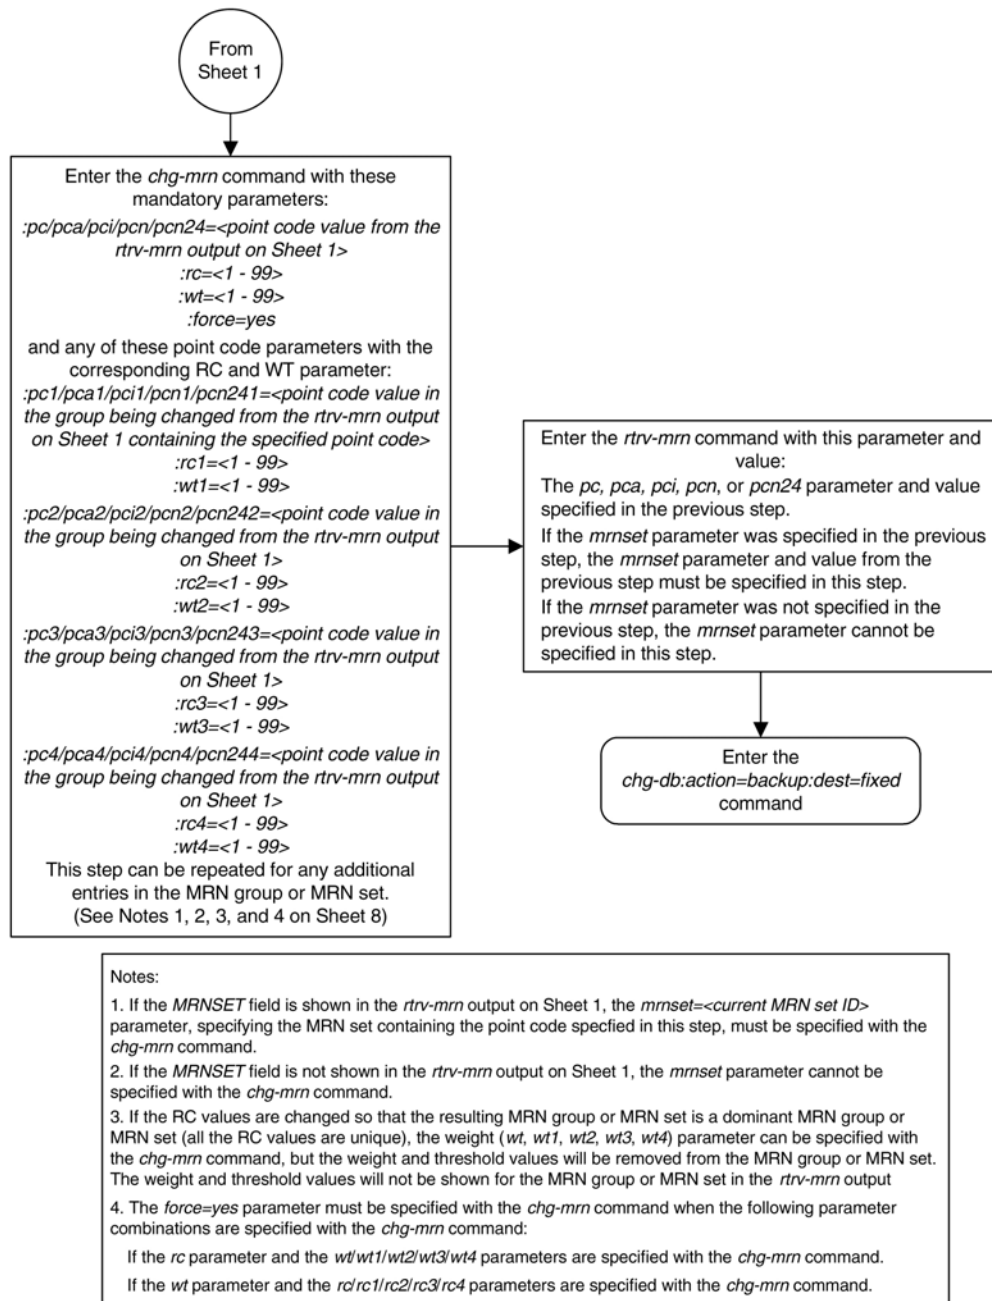 From
Sheet 1
Enter the chg-mrn command with these
mandatory parameters:
:pc/pca/pci/pcn/pcn24=<point code value from the
rtrv-mrn output on Sheet 1>
:rc=<1 - 99>
:wt=<1 - 99>
:force=yes
and any of these point code parameters with the
corresponding RC and WT parameter:
:pc1/pca1/pci1/pcn1/pcn241=<point code value in
the group being changed from the rtrv-mrn output
on Sheet 1 containing the specified point code>
:rc1=<1 - 99>
:wt1=<1 - 99>
:pc2/pca2/pci2/pcn2/pcn242=<point code value in
the group being changed from the rtrv-mrn output
on Sheet 1>
:rc2=<1 - 99>
:wt2=<1 - 99>
:pc3/pca3/pci3/pcn3/pcn243=<point code value in
the group being changed from the rtrv-mrn output
on Sheet 1>
:rc3=<1 - 99>
:wt3=<1 - 99>
:pc4/pca4/pci4/pcn4/pcn244=<point code value in
the group being changed from the rtrv-mrn output
on Sheet 1>
:rc4=<1 - 99>
:wt4=<1 - 99>
This step can be repeated for any additional
entries in the MRN group or MRN set.
(See Notes 1, 2, 3, and 4 on Sheet 8)
Enter the rtrv-mrn command with this parameter and
value:
The pc, pca, pci, pcn, or pcn24 parameter and value
specified in the previous step.
If the mrnset parameter was specified in the previous
step, the mrnset parameter and value from the
previous step must be specified in this step.
If the mrnset parameter was not specified in the
previous step, the mrnset parameter cannot be
specified in this step.
Enter the
chg-db:action=backup:dest=fixed
command
Notes:
1. If the MRNSET field is shown in the rtrv-mrn output on Sheet 1, the mrnset=<current MRN set ID>
parameter, specifying the MRN set containing the point code specfied in this step, must be specified with the
chg-mrn command.
2. If the MRNSET field is not shown in the rtrv-mrn output on Sheet 1, the mrnset parameter cannot be
specified with the chg-mrn command.
3. If the RC values are changed so that the resulting MRN group or MRN set is a dominant MRN group or
MRN set (all the RC values are unique), the weight (wt, wt1, wt2, wt3, wt4) parameter can be specified with
the chg-mrn command, but the weight and threshold values will be removed from the MRN group or MRN set.
The weight and threshold values will not be shown for the MRN group or MRN set in the rtrv-mrn output
4. The force=yes parameter must be specified with the chg-mrn command when the following parameter
combinations are specified with the chg-mrn command:
If the rc parameter and the wt/wt1/wt2/wt3/wt4 parameters are specified with the chg-mrn command.
If the wt parameter and the rc/rc1/rc2/rc3/rc4 parameters are specified with the chg-mrn command.